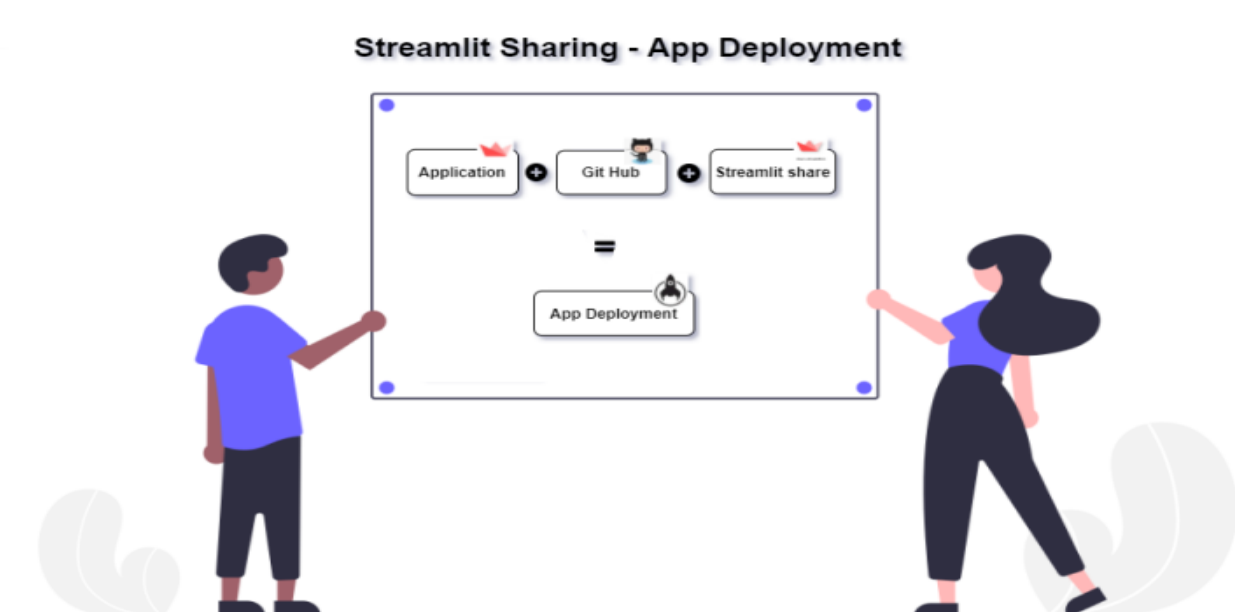 Streamlit Sharing - App Deployment
Application
Git Hub
Streamlit share
=
App Deployment